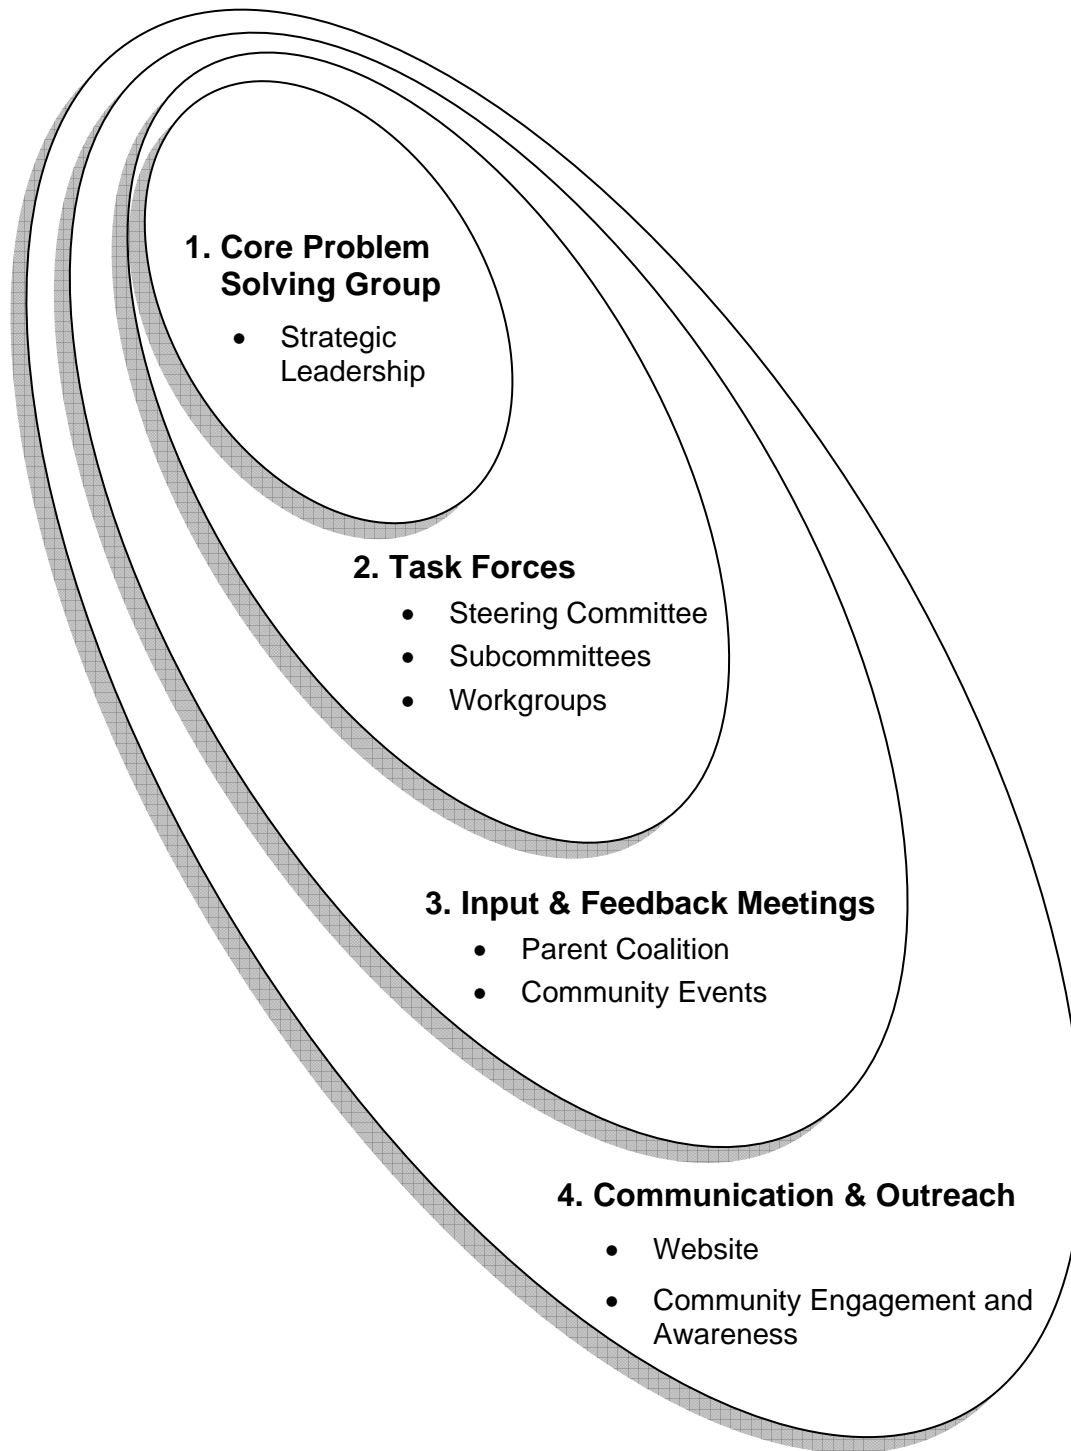 1. Core Problem
Solving Group
• Strategic
Leadership
2. Task Forces
• Steering Committee
• Subcommittees
• Workgroups
3. Input & Feedback Meetings
• Parent Coalition
• Community Events
4. Communication & Outreach
• Website
• Community Engagement and
Awareness